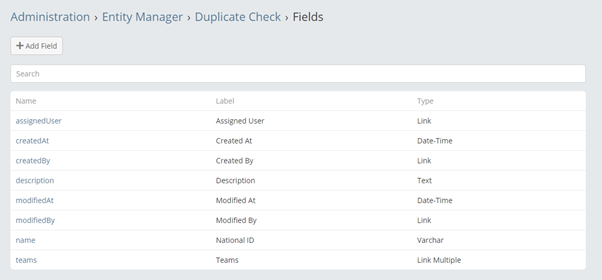 Administration › Entity Manager › Duplicate Check › Fields
+ Add Field
Search
Name Label Type
assignedUser Assigned User Link
createdAt Created At Date-Time
createdBy Created By Link
description Description Text
modifiedAt Modified At Date-Time
modifiedBy Modified By Link
name National ID Varchar
teams Teams Link Multiple